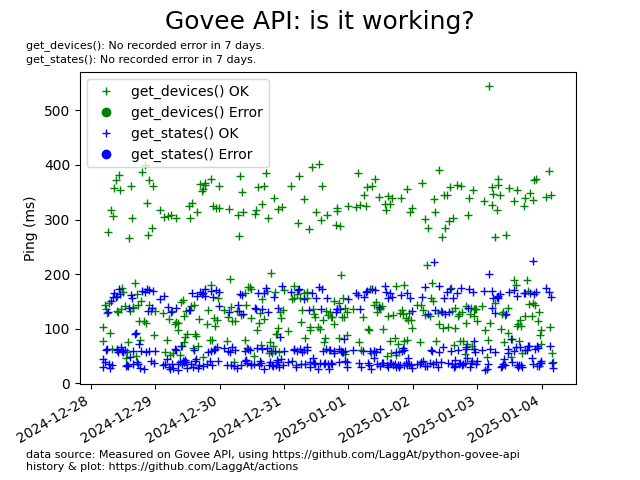 Govee API: is it working?
get_devices(): No recorded error in 7 days.
get_states(): No recorded error in 7 days.
get_devices() OK
get_devices() Error
get_states() OK
get_states() Error
Ping (ms)
500
400
300
200
100
0
2024-12-28
2024-12-29
2024-12-30
2024-12-31
2025-01-01
2025-01-02
2025-01-03
2025-01-04
data source: Measured on Govee API, using https://github.com/LaggAt/python-govee-api
history & plot: https://github.com/LaggAt/actions